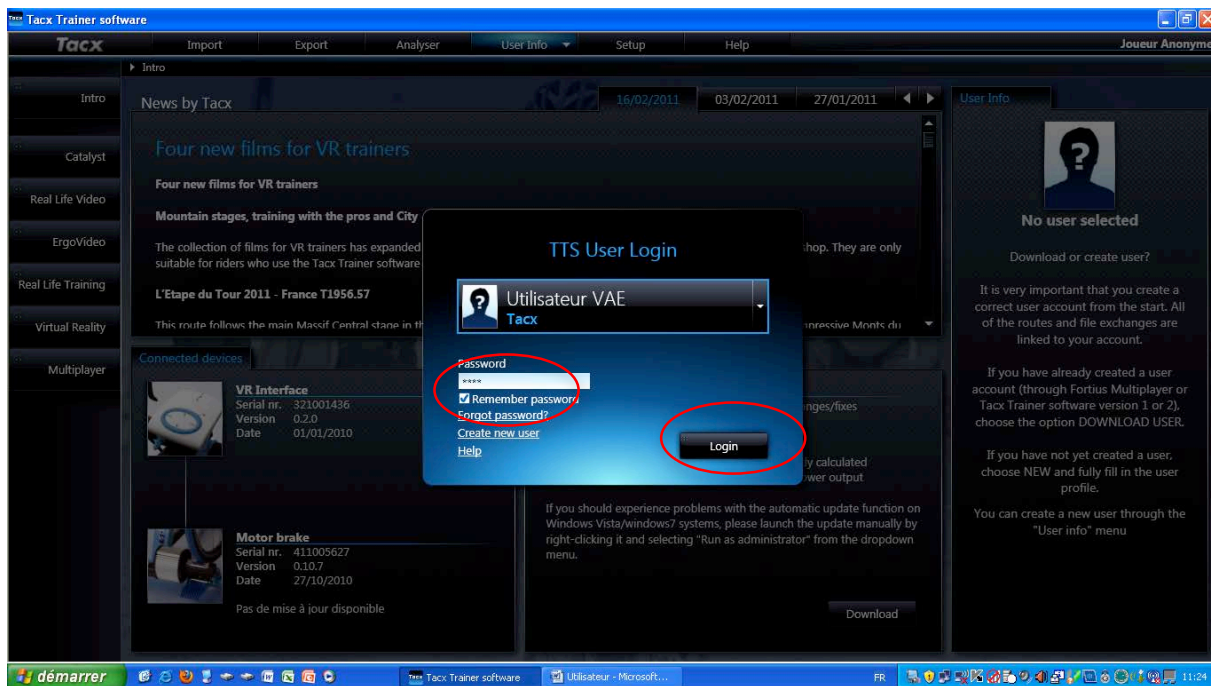 Tacx Trainer software
Tacx
Import
Export
Analyser
User Info
Setup
Help
Joueur Anonyme
Intro
Intro
Catalyst
Real Life Video
ErgoVideo
Real Life Training
Virtual Reality
Multiplayer
News by Tacx
16/02/2011
03/02/2011
27/01/2011
Four new films for VR trainers
Four new films for VR trainers
Mountain stages, training with the pros and City
The collection of films for VR trainers has expanded
shop. They are only
suitable for riders who use the Tacx Trainer software
L'Etape du Tour 2011 - France T1956.57
This route follows the main Massif Central stage in th
impressive Monts du
TTS User Login
Utilisateur VAE
Tacx
Password
****
Remember password
Forgot password?
Create new user
Help
Login
Connected devices
VR Interface
Serial nr. 321001436
Version 0.2.0
Date 01/01/2010
Motor brake
Serial nr. 411005627
Version 0.10.7
Date 27/10/2010
Pas de mise à jour disponible
nges/fixes
ly calculated
wer output
If you should experience problems with the automatic update function on
Windows Vista/windows7 systems, please launch the update manually by
right-clicking it and selecting "Run as administrator" from the dropdown
menu.
Download
User Info
No user selected
Download or create user?
It is very important that you create a
correct user account from the start. All
of the routes and file exchanges are
linked to your account.
If you have already created a user
account (through Fortius Multiplayer or
Tacx Trainer software version 1 or 2),
choose the option DOWNLOAD USER.
If you have not yet created a user,
choose NEW and fully fill in the user
profile.
You can create a new user through the
"User info" menu
démarrer
Tacx Trainer software
Utilisateur - Microsoft...
FR
11:24